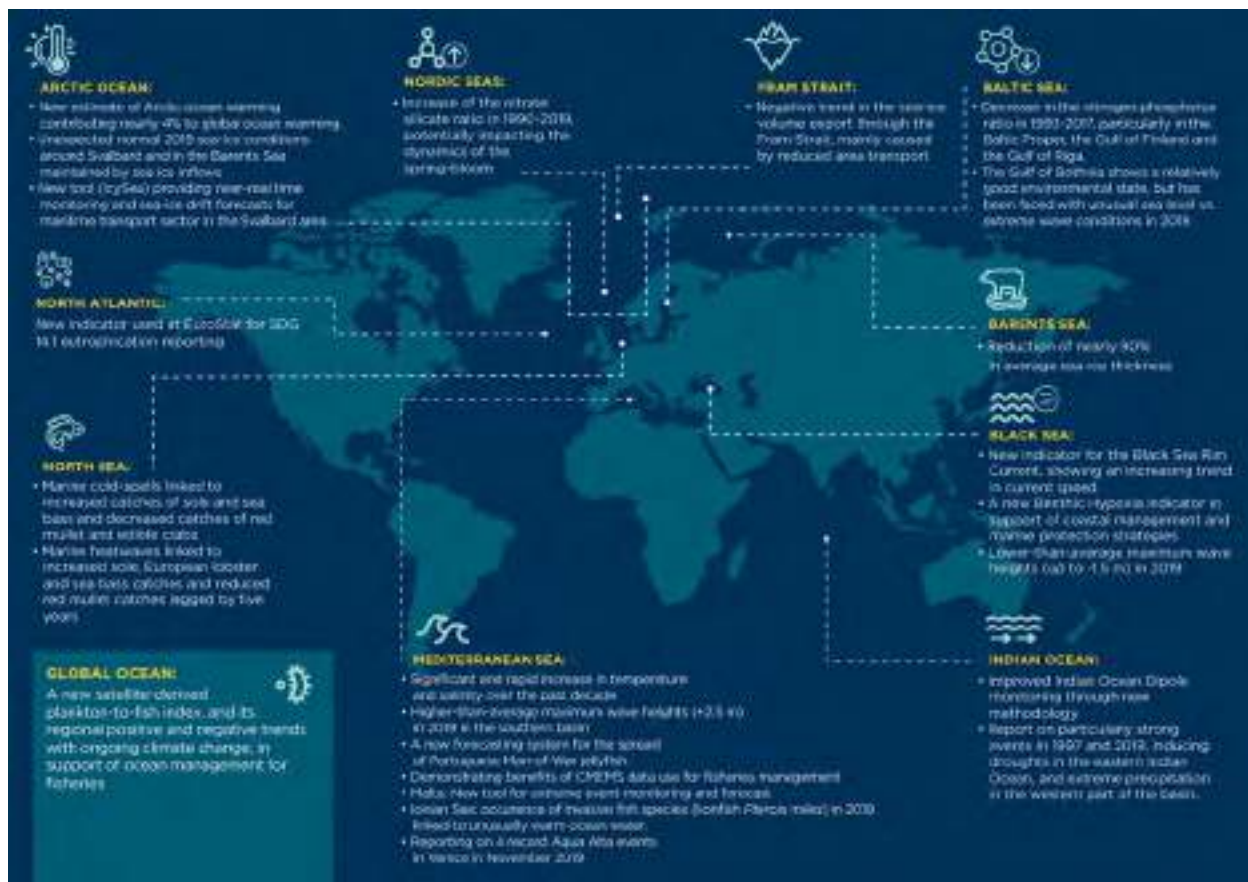 ARCTIC OCEAN:
• New estimate of Arctic ocean warming
contributing nearly 4% to global ocean warming
• Unexpected normal 2019 sea-ice conditions
around Svalbard and in the Barents Sea
maintained by sea ice inflows
• New tool (IcySea) providing near-real time
monitoring and sea-ice drift forecasts for
maritime transport sector in the Svalbard area
NORDIC SEAS:
• Increase of the nitrate
silicate ratio in 1990-2019,
potentially impacting the
dynamics of the
spring-bloom
FRAM STRAIT:
• Negative trend in the sea-ice
volume export through the
Fram Strait, mainly caused
by reduced area transport
BALTIC SEA:
• Decrease in the nitrogen phosphorus
ratio in 1993-2017, particularly in the
Baltic Proper, the Gulf of Finland and
the Gulf of Riga
• The Gulf of Bothnia shows a relatively
good environmental state, but has
been faced with unusual sea level vs.
extreme wave conditions in 2019
NORTH ATLANTIC:
New indicator used at EuroStat for SDG
14.1 eutrophication reporting
BARENTS SEA:
• Reduction of nearly 90%
in average sea-ice thickness
BLACK SEA:
• New indicator for the Black Sea Rim
Current, showing an increasing trend
in current speed
• A new Benthic Hypoxia indicator in
support of coastal management and
marine protection strategies
• Lower-than-average maximum wave
heights (up to -1.5 m) in 2019
NORTH SEA:
• Marine cold-spells linked to
increased catches of sole and sea
bass and decreased catches of red
mullet and edible crabs
• Marine heatwaves linked to
increased sole, European lobster
and sea bass catches and reduced
red mullet catches lagged by five
years
GLOBAL OCEAN:
A new satellite-derived
plankton-to-fish index, and its
regional positive and negative trends
with ongoing climate change, in
support of ocean management for
fisheries
MEDITERRANEAN SEA:
• Significant and rapid increase in temperature
and salinity over the past decade
• Higher-than-average maximum wave heights (+2.5 m)
in 2019 in the southern basin
• A new forecasting system for the spread
of Portuguese Man-of-War jellyfish
• Demonstrating benefits of CMEMS data use for fisheries management
• Malta: New tool for extreme event monitoring and forecast
• Ionian Sea: occurence of invasive fish species (lionfish Pterois miles) in 2019
linked to unusually warm ocean water.
• Reporting on 4 record Aqua Alta events
in Venice in November 2019
INDIAN OCEAN:
• Improved Indian Ocean Dipole
monitoring through new
methodology
• Report on particularly strong
events in 1997 and 2019, inducing
droughts in the eastern Indian
Ocean, and extreme precipitation
in the western part of the basin.